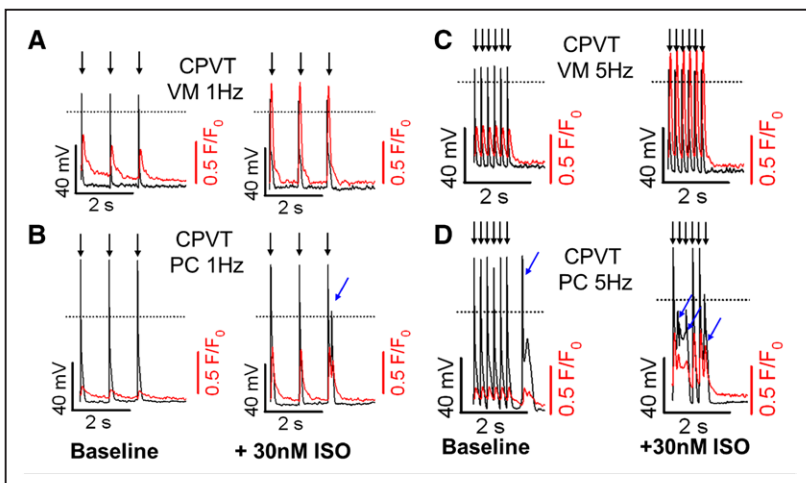 A
CPVT
VM 1Hz
40 mV
2 s
0.5 F/F0
40 mV
2 s
0.5 F/F0
B
CPVT
PC 1Hz
40 mV
2 s
0.5 F/F0
40 mV
2 s
0.5 F/F0
Baseline
+ 30nM ISO
C
CPVT
VM 5Hz
40 mV
2 s
0.5 F/F0
40 mV
2 s
0.5 F/F0
D
CPVT
PC 5Hz
40 mV
2 s
0.5 F/F0
40 mV
2 s
0.5 F/F0
Baseline
+30nM ISO